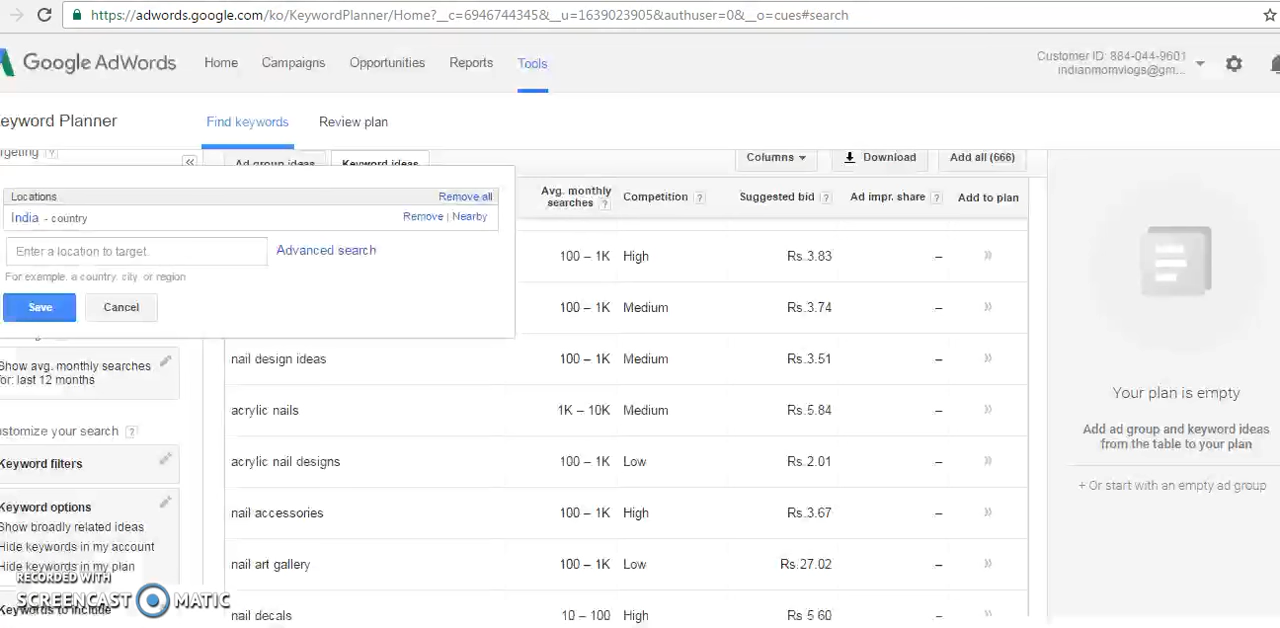 https://adwords.google.com/ko/KeywordPlanner/Home?__c=6946744345&__u=1639023905&authuser=0&__o=cues#search
Google AdWords
Home
Campaigns
Opportunities
Reports
Tools
Customer ID: 884-044-9601
indianmomvlogs@gm...
eyword Planner
Find keywords
Review plan
rgeting ?
«
Ad group ideas
Keyword ideas
Columns
Download
Add all (666)
Locations
Remove all
India - country
Remove | Nearby
Enter a location to target.
Advanced search
For example, a country, city, or region
Save
Cancel
Avg. monthly
searches ?
Competition ?
Suggested bid ?
Ad impr. share ?
Add to plan
100 – 1K High Rs.3.83 – »
100 – 1K Medium Rs.3.74 – »
nail design ideas 100 – 1K Medium Rs.3.51 – »
acrylic nails 1K – 10K Medium Rs.5.84 – »
acrylic nail designs 100 – 1K Low Rs.2.01 – »
nail accessories 100 – 1K High Rs.3.67 – »
nail art gallery 100 – 1K Low Rs.27.02 – »
nail decals 10 – 100 High Rs.5.60 – »
Show avg. monthly searches
for: last 12 months
stomize your search ?
Keyword filters
Keyword options
Show broadly related ideas
Hide keywords in my account
Hide keywords in my plan
Keywords to include
RECORDED WITH
SCREENCAST MATIC
Your plan is empty
Add ad group and keyword ideas
from the table to your plan
+ Or start with an empty ad group